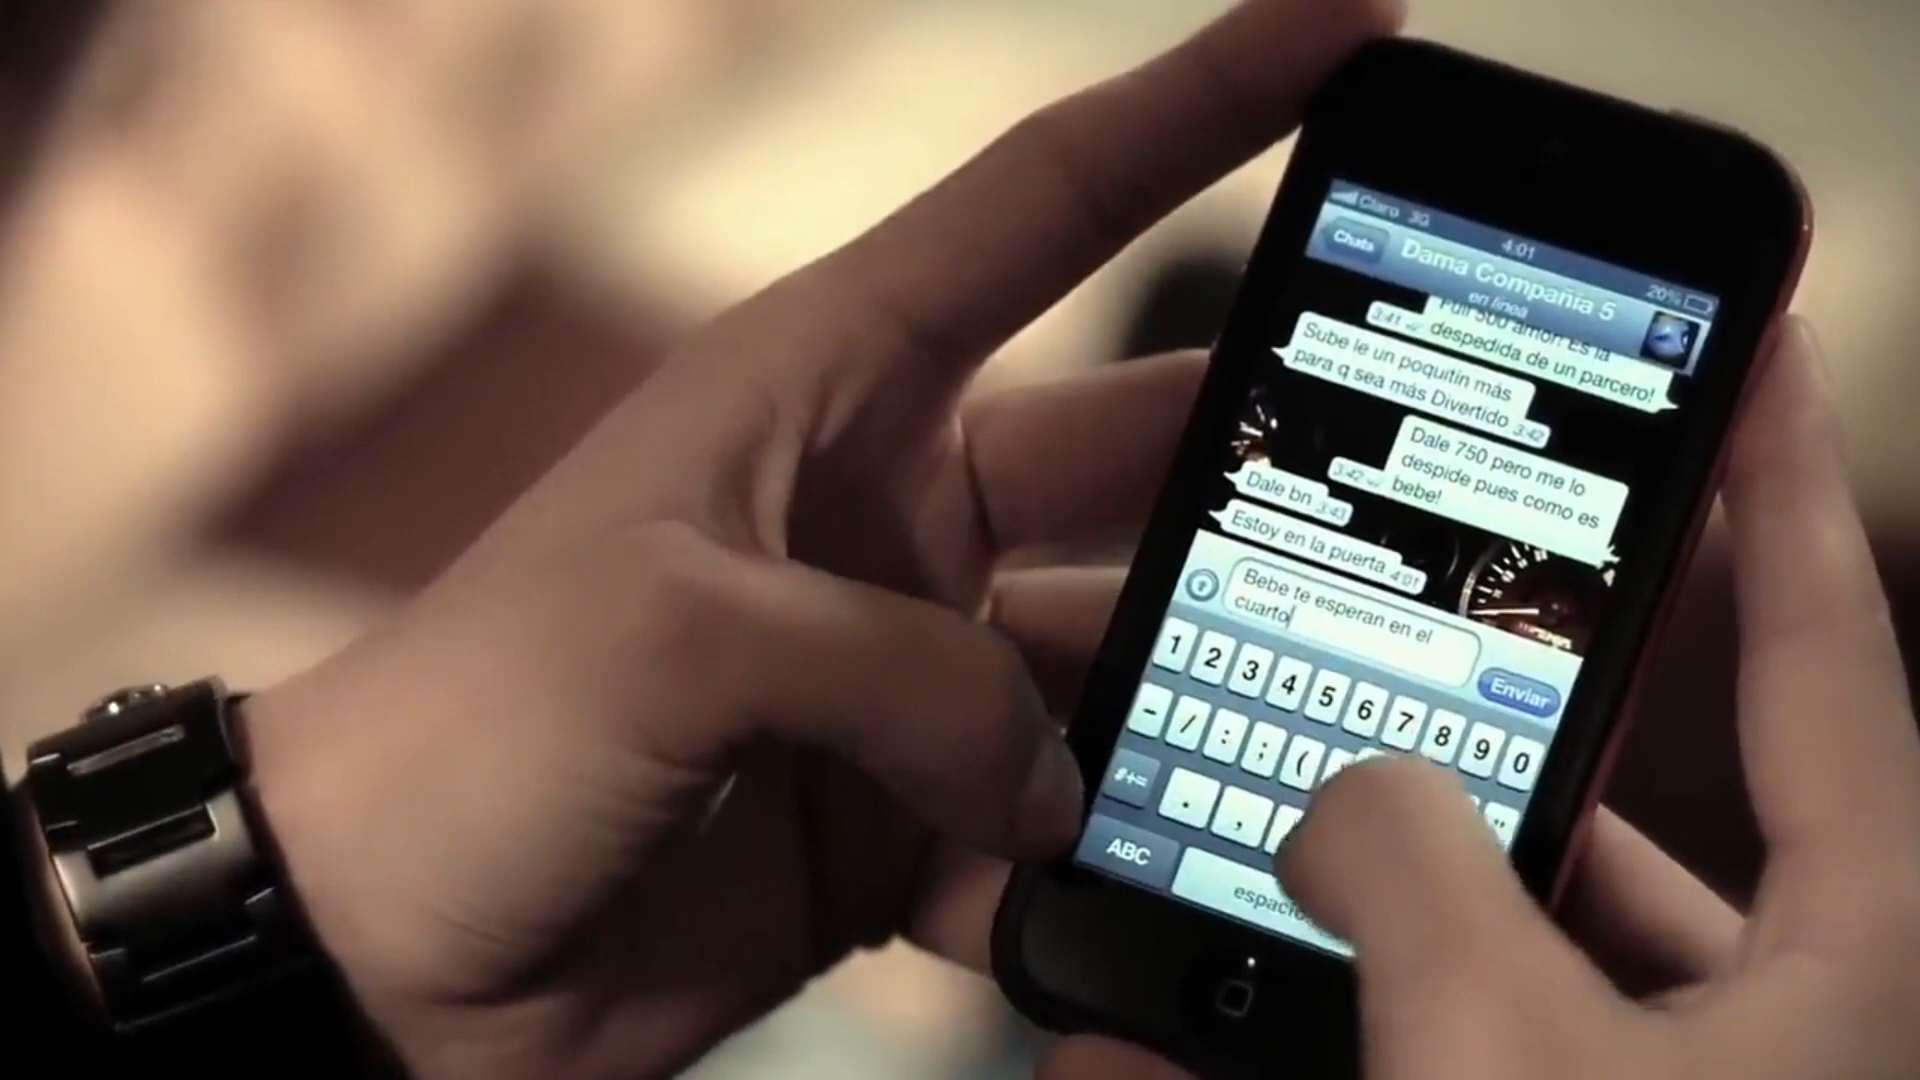 Claro 3G
4:01
20%
Chats
Dama Compañia 5
en línea
Full 500 amor! Es la
despedida de un parcero!
3:41
Sube le un poquitín más
para q sea más Divertido
3:42
Dale 750 pero me lo
despide pues como es
bebe!
3:42
Dale bn 3:43
Estoy en la puerta 4:01
Bebe te esperan en el
cuarto
Enviar
1 2 3 4 5 6 7 8 9 0
- / : ; (
#+= . , "
ABC
espacio